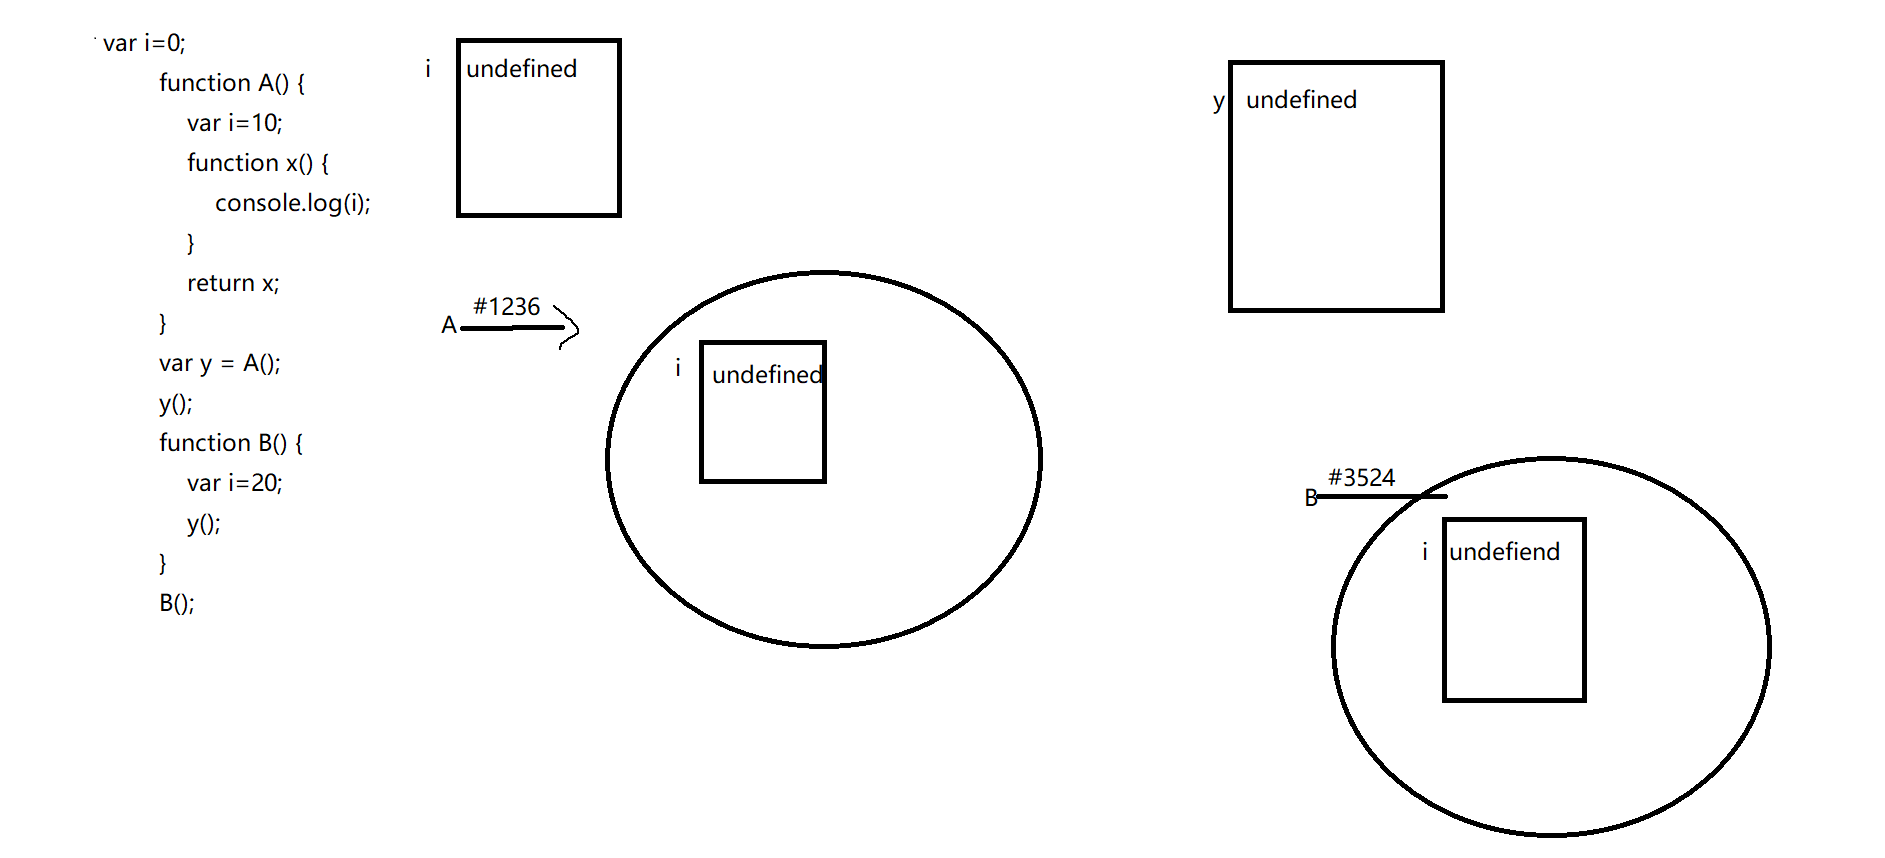 var i=0;
function A() {
var i=10;
function x() {
console.log(i);
}
return x;
}
var y = A();
y();
function B() {
var i=20;
y();
}
B();
i undefined
A #1236
i undefined
y undefined
B #3524
i undefiend